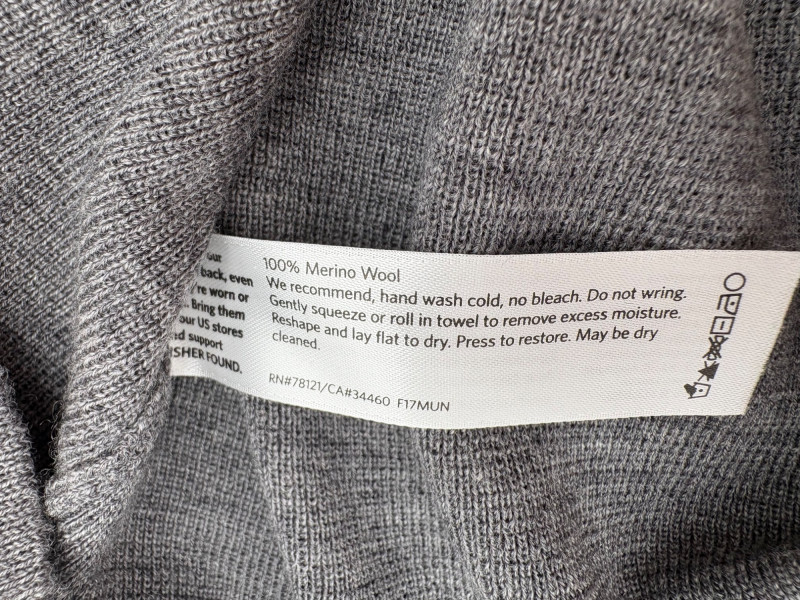 our
back, even
're worn or
. Bring them
our US stores
d support
ISHER FOUND.
100% Merino Wool
We recommend, hand wash cold, no bleach. Do not wring.
Gently squeeze or roll in towel to remove excess moisture.
Reshape and lay flat to dry. Press to restore. May be dry
cleaned.
RN#78121/CA#34460 F17MUN